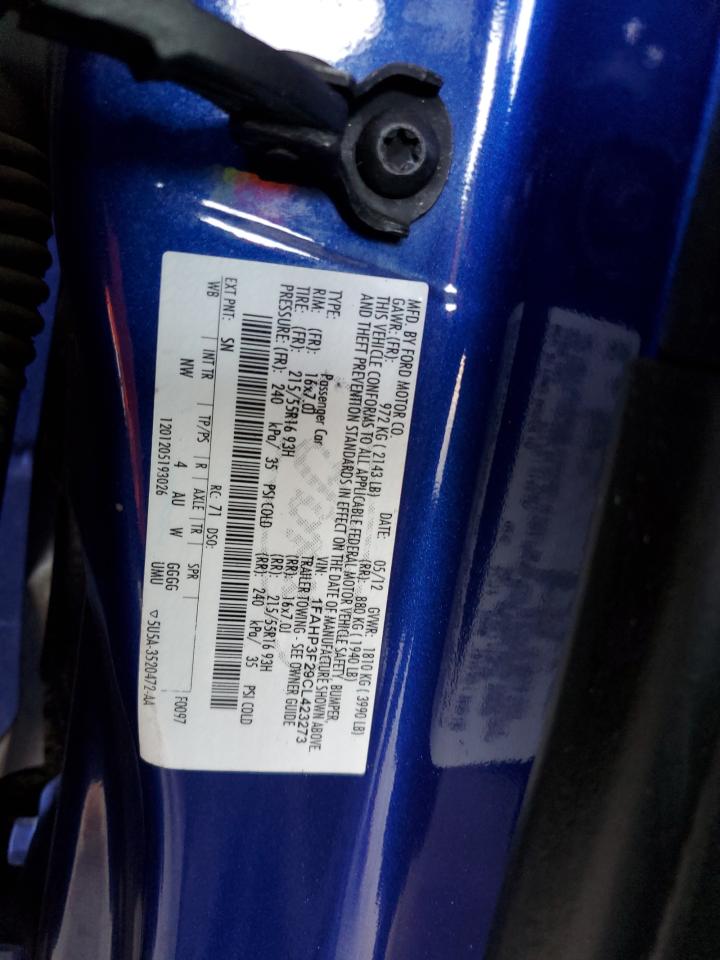 MFD. BY FORD MOTOR CO.
DATE: 05/12 GVWR: 1810 KG ( 3990 LB)
GAWR: (FR): 972 KG ( 2143 LB) (RR): 880 KG ( 1940 LB)
THIS VEHICLE CONFORMS TO ALL APPLICABLE FEDERAL MOTOR VEHICLE SAFETY, BUMPER,
AND THEFT PREVENTION STANDARDS IN EFFECT ON THE DATE OF MANUFACTURE SHOWN ABOVE
VIN: 1FAHP3F29CL423273
TYPE: Passenger Car TRAILER TOWING - SEE OWNER GUIDE
RIM: (FR): 16x7.0J (RR): 16x7.0J
TIRE: (FR): 215/55R16 93H (RR): 215/55R16 93H
PRESSURE: (FR): 240 kPa/ 35 PSI COLD (RR): 240 kPa/ 35 PSI COLD
EXT PNT: SN RC: 71 DSO: F0097
WB INT TR TP/PS R AXLE TR SPR
NW 4 AU W GGGG
UMU
1201205193026 ▽5U5A-3520472-AA